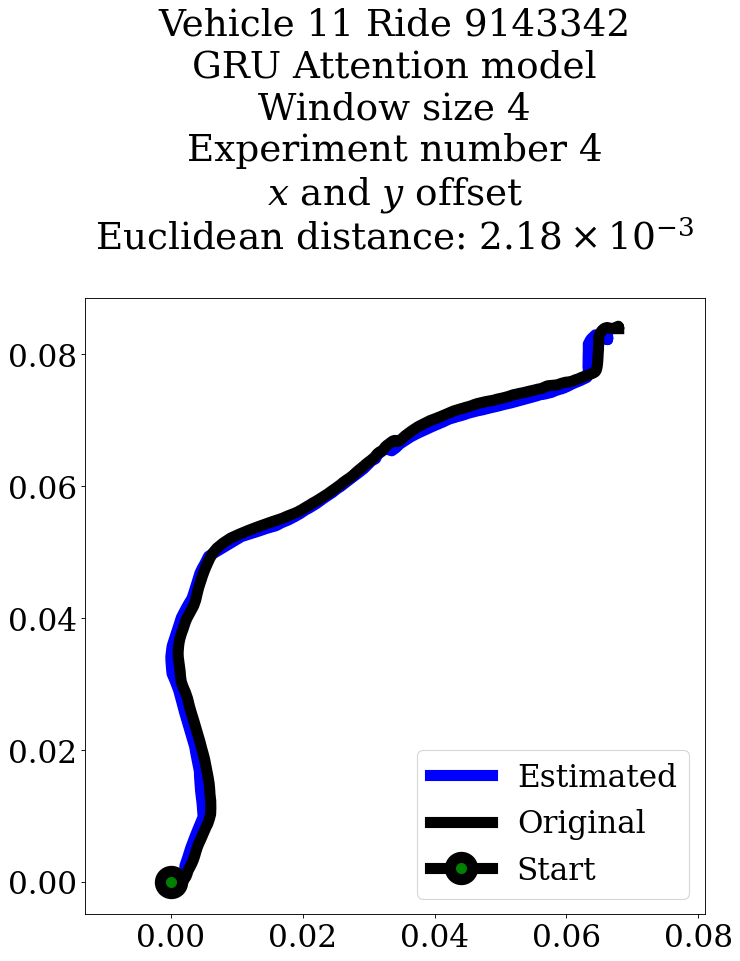 Vehicle 11 Ride 9143342
GRU Attention model
Window size 4
Experiment number 4
x and y offset
Euclidean distance: 2.18 × 10⁻³
0.08
0.06
0.04
0.02
0.00
Estimated
Original
Start
0.00 0.02 0.04 0.06 0.08